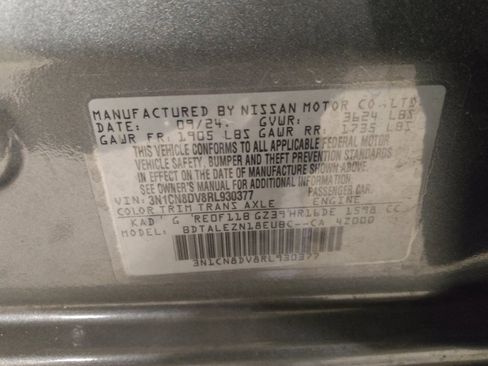 MANUFACTURED BY NISSAN MOTOR CO.,LTD.
DATE: 09/24. GVWR: 3624 LBS
GAWR FR: 1905 LBS GAWR RR: 1735 LBS
THIS VEHICLE CONFORMS TO ALL APPLICABLE FEDERAL MOTOR
VEHICLE SAFETY, BUMPER AND THEFT PREVENTION STANDARDS
IN EFFECT ON THE DATE OF MANUFACTURE SHOWN ABOVE.
SEE OWNER'S MANUAL FOR ADDITIONAL INFORMATION
VIN: 3N1CN8DV8RL930377 PASSENGER CAR
COLOR TRIM TRANS AXLE ENGINE
KAD G RE0F11B GZ39 HR16DE 1598 CC
MODEL: BDTALEZN18EUBC--CA 42000
3N1CN8DV8RL930377